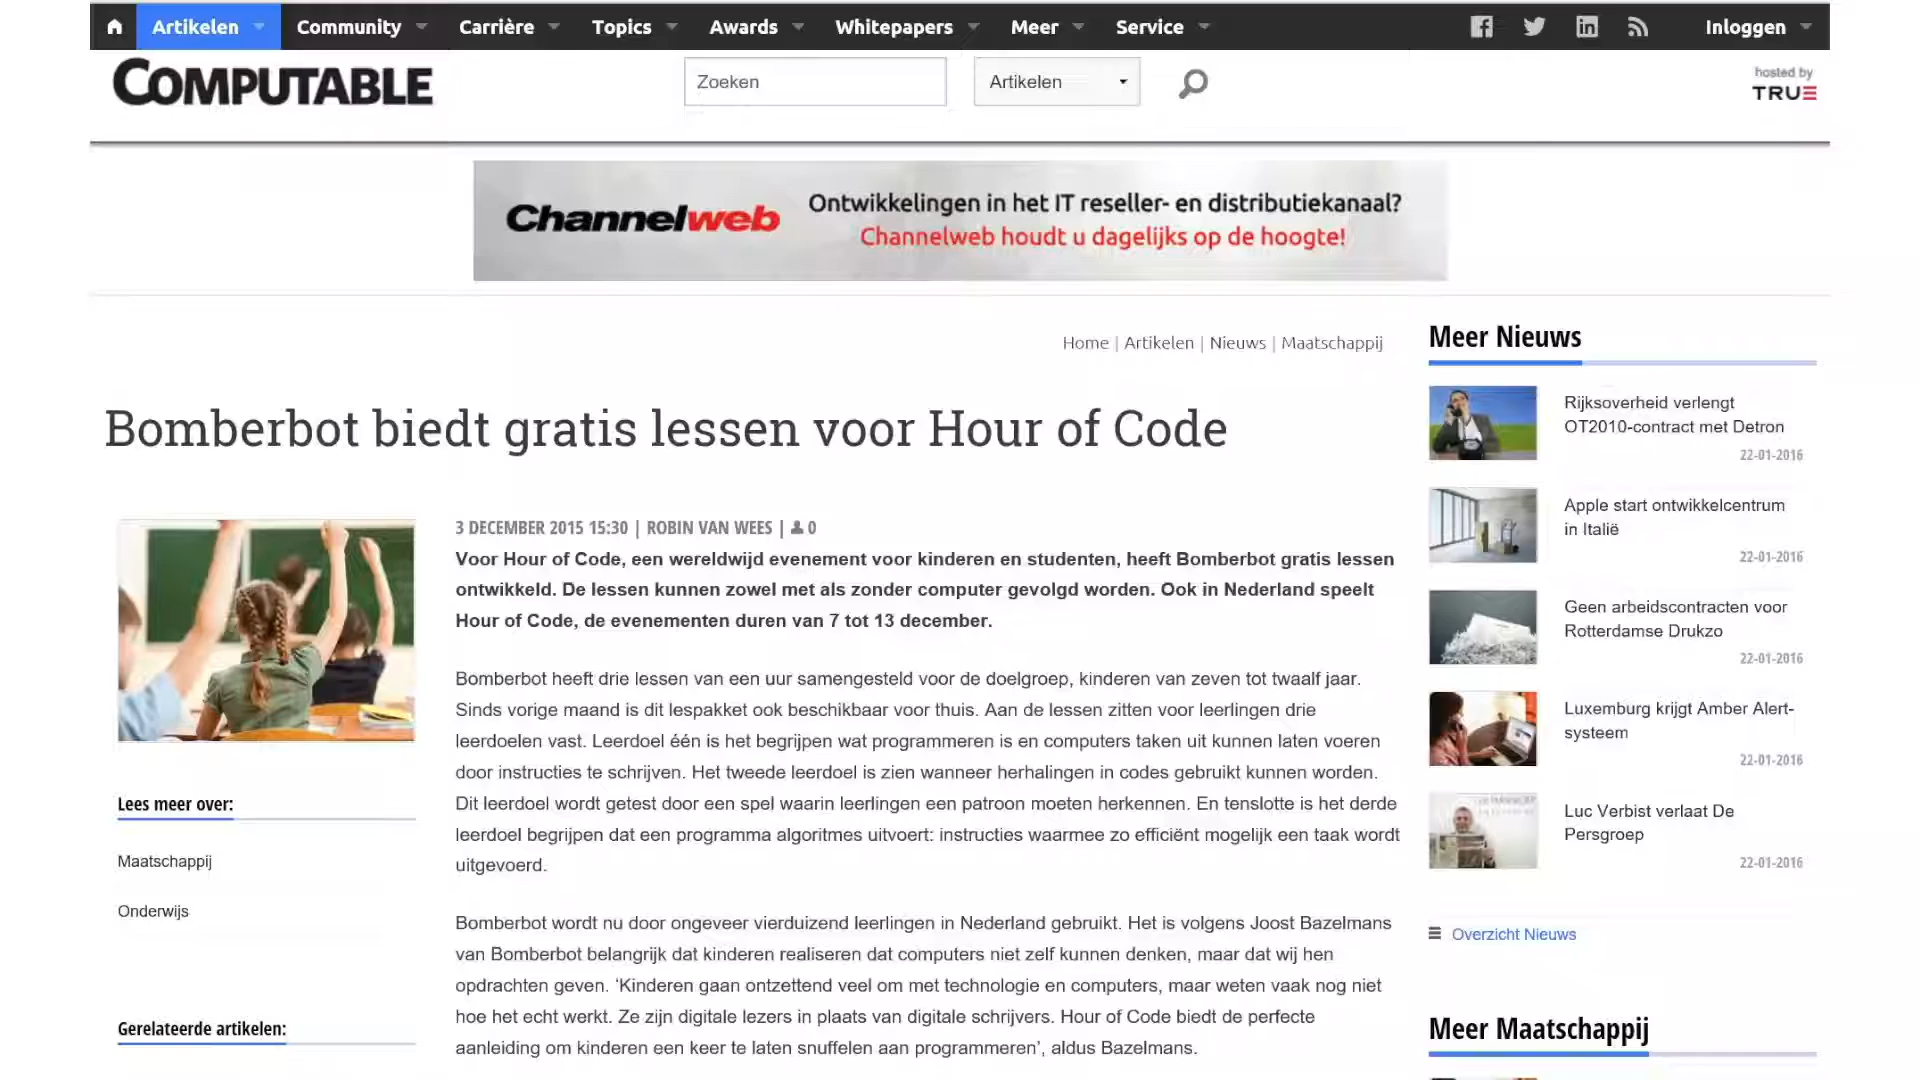 Artikelen Community Carrière Topics Awards Whitepapers Meer Service Inloggen
COMPUTABLE
Zoeken
Artikelen
hosted by
TRUE
Channelweb
Ontwikkelingen in het IT reseller- en distributiekanaal?
Channelweb houdt u dagelijks op de hoogte!
Home | Artikelen | Nieuws | Maatschappij
Bomberbot biedt gratis lessen voor Hour of Code
3 DECEMBER 2015 15:30 | ROBIN VAN WEES | 0
Voor Hour of Code, een wereldwijd evenement voor kinderen en studenten, heeft Bomberbot gratis lessen
ontwikkeld. De lessen kunnen zowel met als zonder computer gevolgd worden. Ook in Nederland speelt
Hour of Code, de evenementen duren van 7 tot 13 december.
Bomberbot heeft drie lessen van een uur samengesteld voor de doelgroep, kinderen van zeven tot twaalf jaar.
Sinds vorige maand is dit lespakket ook beschikbaar voor thuis. Aan de lessen zitten voor leerlingen drie
leerdoelen vast. Leerdoel één is het begrijpen wat programmeren is en computers taken uit kunnen laten voeren
door instructies te schrijven. Het tweede leerdoel is zien wanneer herhalingen in codes gebruikt kunnen worden.
Dit leerdoel wordt getest door een spel waarin leerlingen een patroon moeten herkennen. En tenslotte is het derde
leerdoel begrijpen dat een programma algoritmes uitvoert: instructies waarmee zo efficiënt mogelijk een taak wordt
uitgevoerd.
Bomberbot wordt nu door ongeveer vierduizend leerlingen in Nederland gebruikt. Het is volgens Joost Bazelmans
van Bomberbot belangrijk dat kinderen realiseren dat computers niet zelf kunnen denken, maar dat wij hen
opdrachten geven. ‘Kinderen gaan ontzettend veel om met technologie en computers, maar weten vaak nog niet
hoe het echt werkt. Ze zijn digitale lezers in plaats van digitale schrijvers. Hour of Code biedt de perfecte
aanleiding om kinderen een keer te laten snuffelen aan programmeren’, aldus Bazelmans.
Lees meer over:
Maatschappij
Onderwijs
Gerelateerde artikelen:
Meer Nieuws
Rijksoverheid verlengt
OT2010-contract met Detron
22-01-2016
Apple start ontwikkelcentrum
in Italië
22-01-2016
Geen arbeidscontracten voor
Rotterdamse Drukzo
22-01-2016
Luxemburg krijgt Amber Alert-
systeem
22-01-2016
Luc Verbist verlaat De
Persgroep
22-01-2016
Overzicht Nieuws
Meer Maatschappij